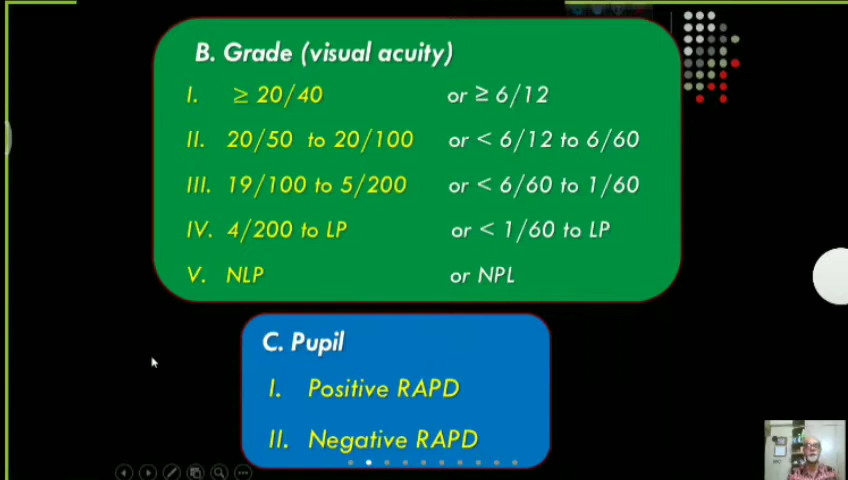 B. Grade (visual acuity)
I. ≥ 20/40 or ≥ 6/12
II. 20/50 to 20/100 or < 6/12 to 6/60
III. 19/100 to 5/200 or < 6/60 to 1/60
IV. 4/200 to LP or < 1/60 to LP
V. NLP or NPL
C. Pupil
I. Positive RAPD
II. Negative RAPD